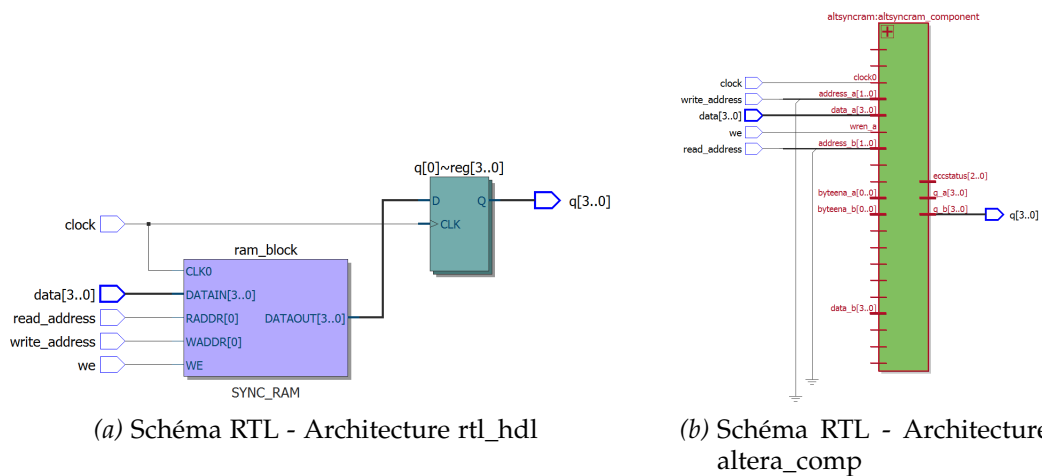 q[0]~reg[3..0]
D
Q
CLK
q[3..0]
clock
ram_block
CLK0
data[3..0]
DATAIN[3..0]
read_address
RADDR[0]
DATAOUT[3..0]
write_address
WADDR[0]
we
WE
SYNC_RAM
(a) Schéma RTL - Architecture rtl_hdl
altsyncram:altsyncram_component
clock
clock0
write_address
address_a[1..0]
data[3..0]
data_a[3..0]
we
wren_a
read_address
address_b[1..0]
eccstatus[2..0]
byteena_a[0..0]
q_a[3..0]
byteena_b[0..0]
q_b[3..0]
q[3..0]
data_b[3..0]
(b) Schéma RTL - Architecture
altera_comp